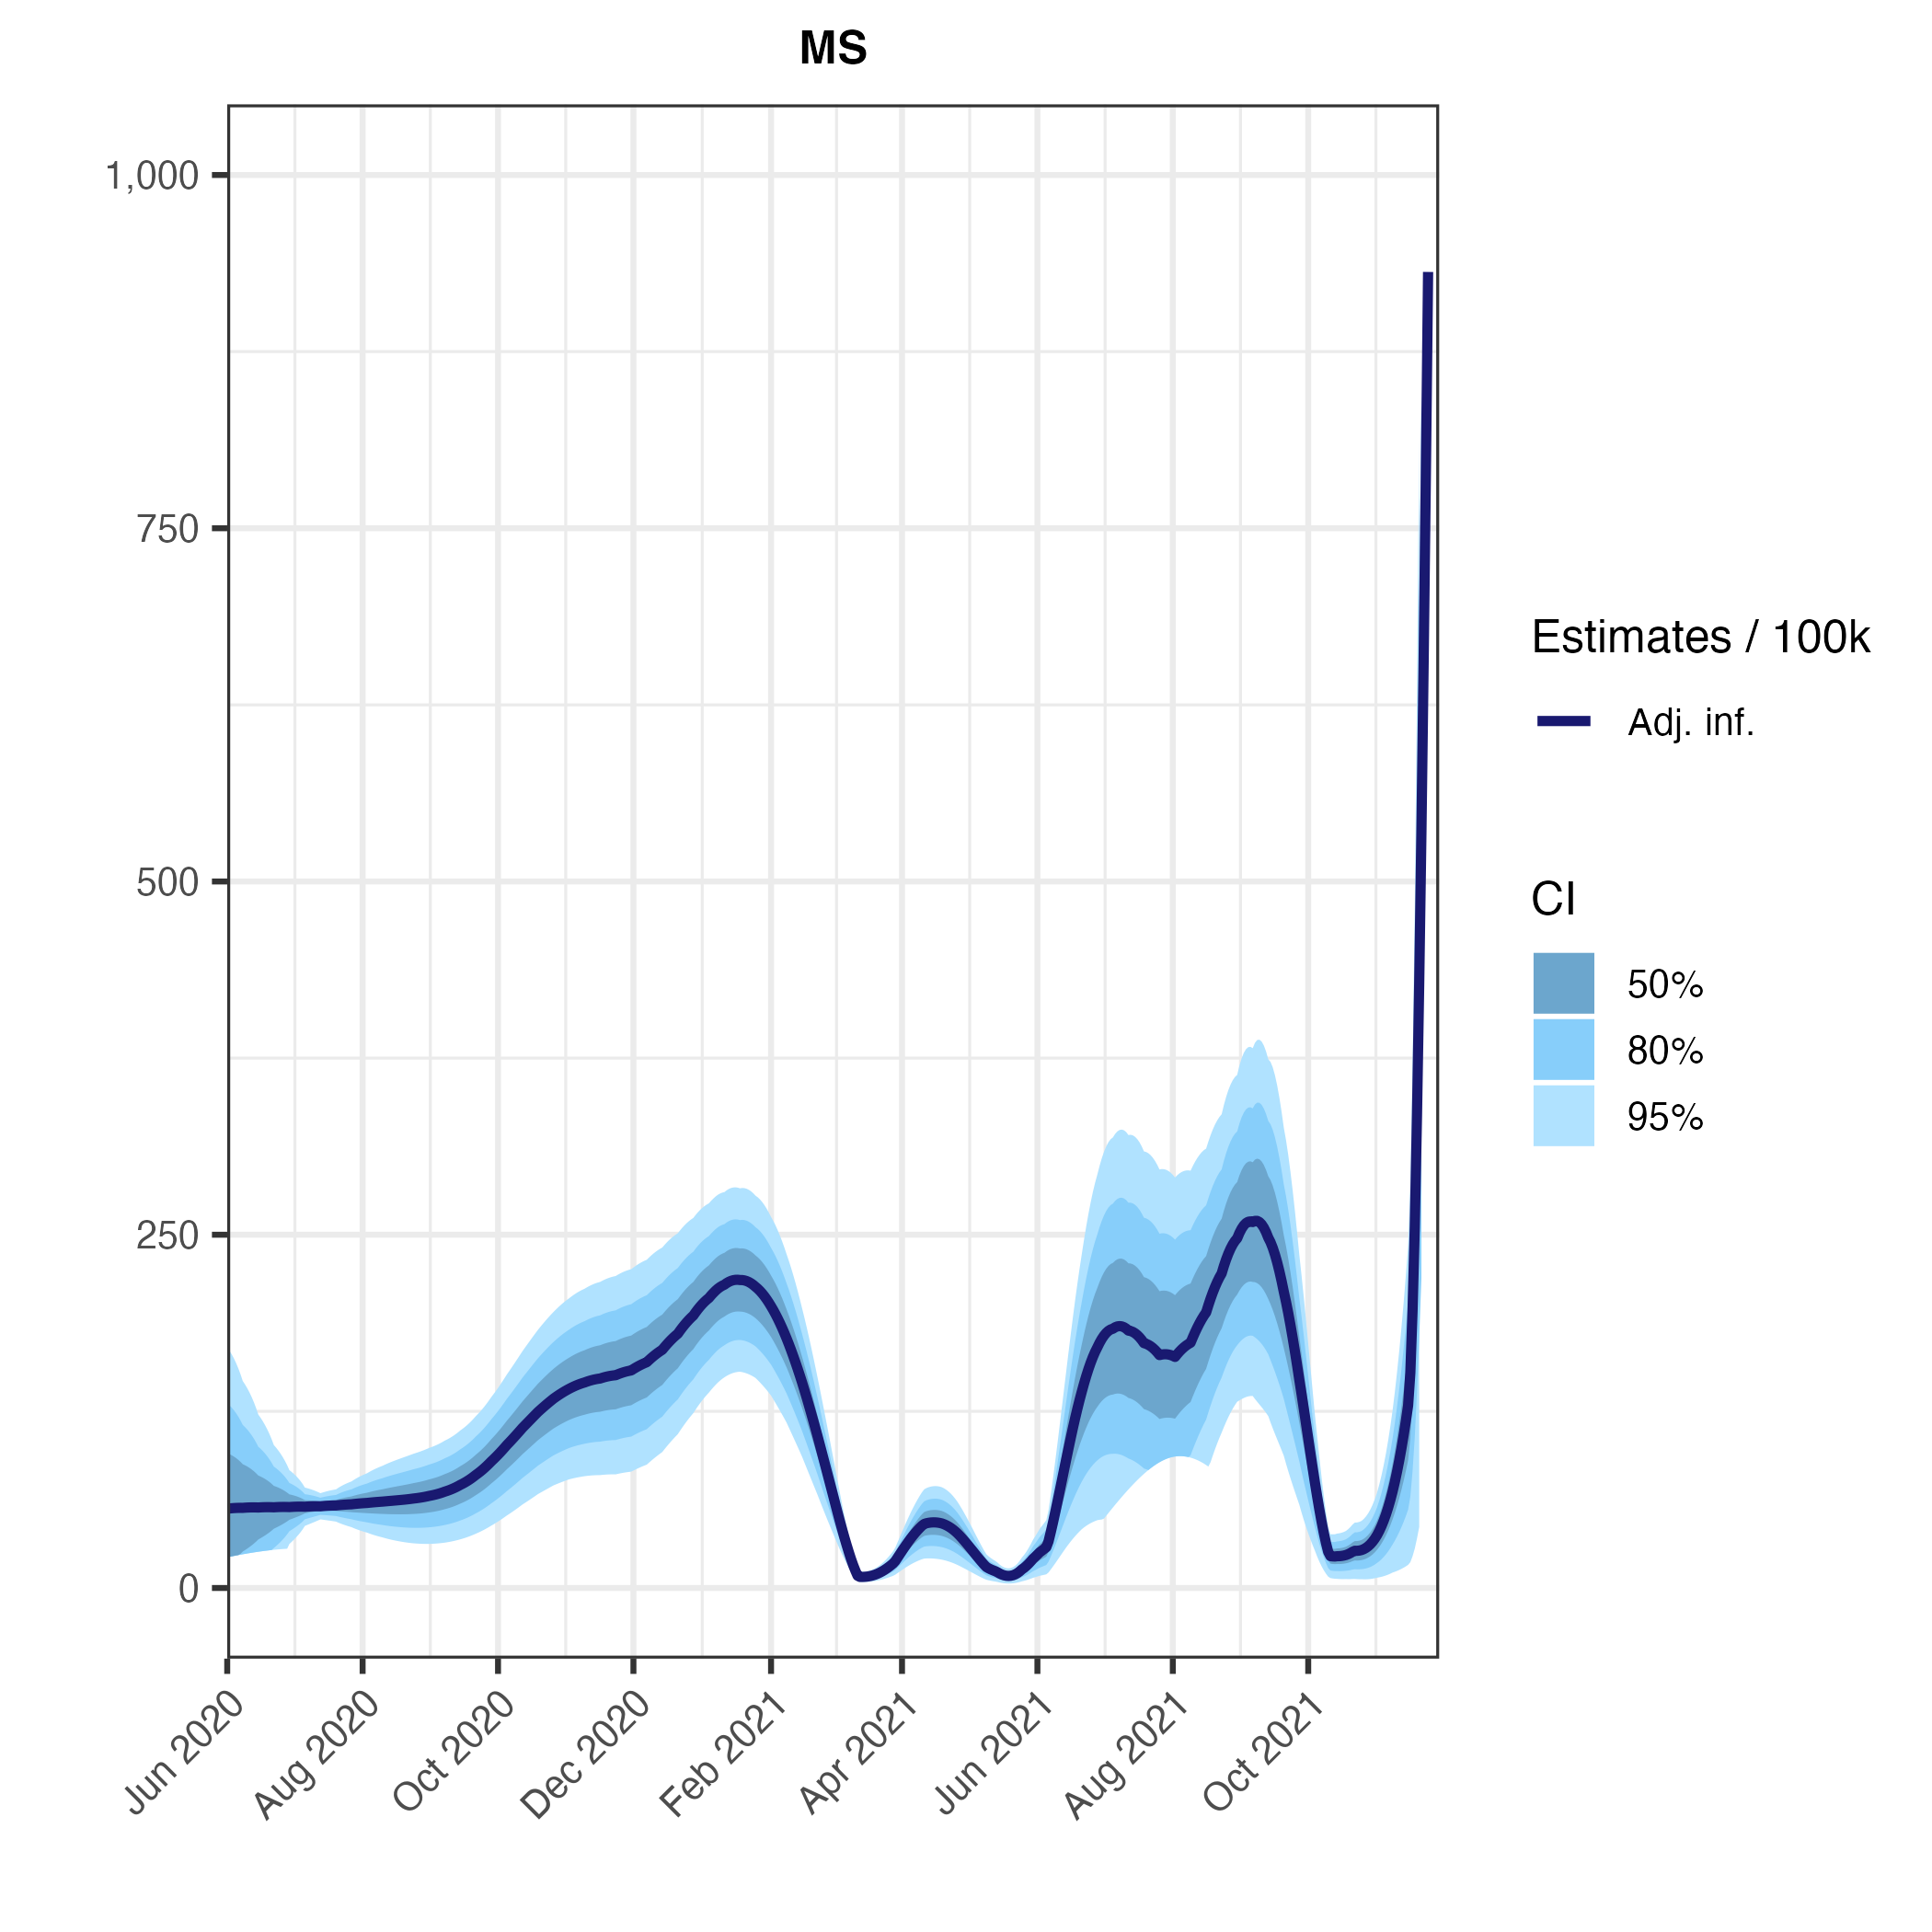 MS
1,000
750
500
250
0
Jun 2020
Aug 2020
Oct 2020
Dec 2020
Feb 2021
Apr 2021
Jun 2021
Aug 2021
Oct 2021
Estimates / 100k
Adj. inf.
CI
50%
80%
95%